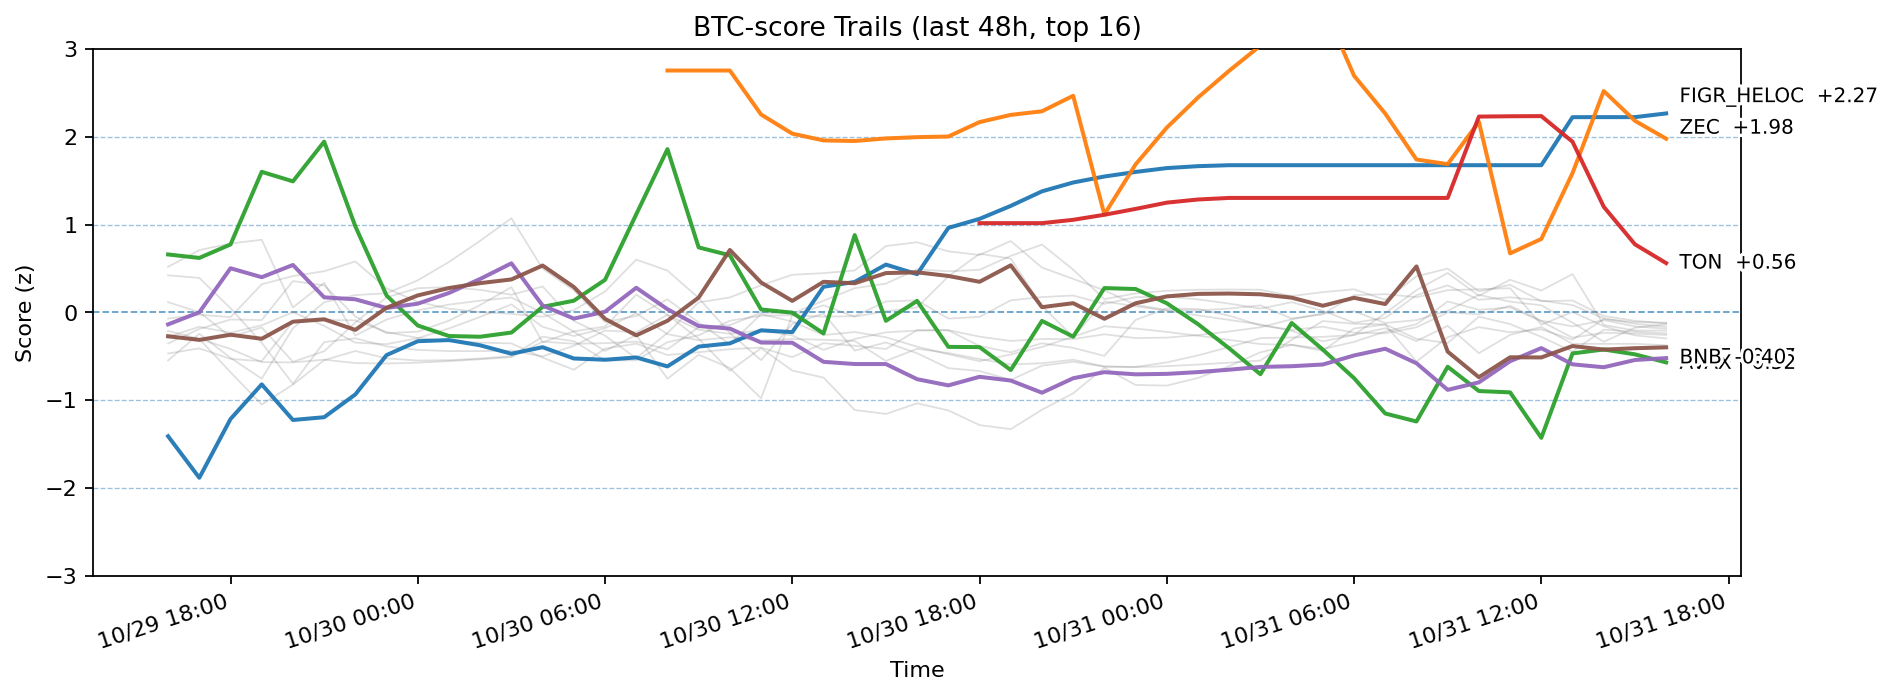 BTC-score Trails (last 48h, top 16)
Score (z)
3
2
1
0
−1
−2
−3
FIGR_HELOC +2.27
ZEC +1.98
TON +0.56
10/29 18:00
10/30 00:00
10/30 06:00
10/30 12:00
10/30 18:00
10/31 00:00
10/31 06:00
10/31 12:00
10/31 18:00
Time